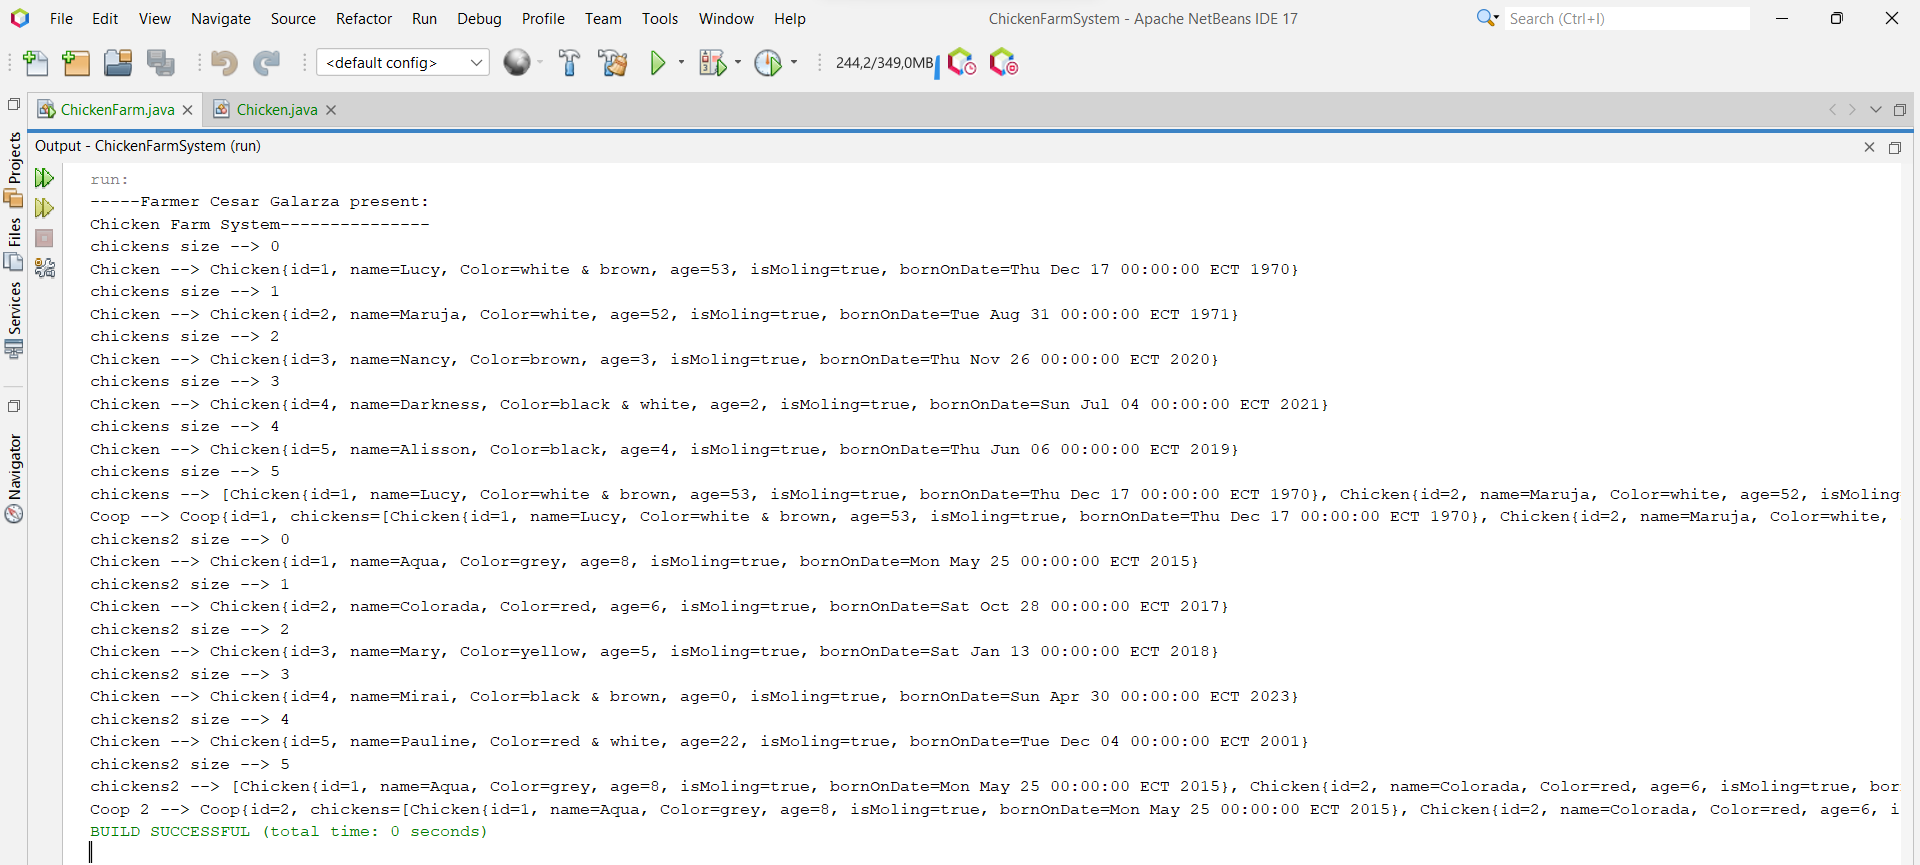 File Edit View Navigate Source Refactor Run Debug Profile Team Tools Window Help ChickenFarmSystem - Apache NetBeans IDE 17 Search (Ctrl+I)
<default config> 244,2/349,0MB
ChickenFarm.java Chicken.java
Output - ChickenFarmSystem (run)
Projects
Files
Services
Navigator
run:
-----Farmer Cesar Galarza present:
Chicken Farm System---------------
chickens size --> 0
Chicken --> Chicken{id=1, name=Lucy, Color=white & brown, age=53, isMoling=true, bornOnDate=Thu Dec 17 00:00:00 ECT 1970}
chickens size --> 1
Chicken --> Chicken{id=2, name=Maruja, Color=white, age=52, isMoling=true, bornOnDate=Tue Aug 31 00:00:00 ECT 1971}
chickens size --> 2
Chicken --> Chicken{id=3, name=Nancy, Color=brown, age=3, isMoling=true, bornOnDate=Thu Nov 26 00:00:00 ECT 2020}
chickens size --> 3
Chicken --> Chicken{id=4, name=Darkness, Color=black & white, age=2, isMoling=true, bornOnDate=Sun Jul 04 00:00:00 ECT 2021}
chickens size --> 4
Chicken --> Chicken{id=5, name=Alisson, Color=black, age=4, isMoling=true, bornOnDate=Thu Jun 06 00:00:00 ECT 2019}
chickens size --> 5
chickens --> [Chicken{id=1, name=Lucy, Color=white & brown, age=53, isMoling=true, bornOnDate=Thu Dec 17 00:00:00 ECT 1970}, Chicken{id=2, name=Maruja, Color=white, age=52, isMoling
Coop --> Coop{id=1, chickens=[Chicken{id=1, name=Lucy, Color=white & brown, age=53, isMoling=true, bornOnDate=Thu Dec 17 00:00:00 ECT 1970}, Chicken{id=2, name=Maruja, Color=white,
chickens2 size --> 0
Chicken --> Chicken{id=1, name=Aqua, Color=grey, age=8, isMoling=true, bornOnDate=Mon May 25 00:00:00 ECT 2015}
chickens2 size --> 1
Chicken --> Chicken{id=2, name=Colorada, Color=red, age=6, isMoling=true, bornOnDate=Sat Oct 28 00:00:00 ECT 2017}
chickens2 size --> 2
Chicken --> Chicken{id=3, name=Mary, Color=yellow, age=5, isMoling=true, bornOnDate=Sat Jan 13 00:00:00 ECT 2018}
chickens2 size --> 3
Chicken --> Chicken{id=4, name=Mirai, Color=black & brown, age=0, isMoling=true, bornOnDate=Sun Apr 30 00:00:00 ECT 2023}
chickens2 size --> 4
Chicken --> Chicken{id=5, name=Pauline, Color=red & white, age=22, isMoling=true, bornOnDate=Tue Dec 04 00:00:00 ECT 2001}
chickens2 size --> 5
chickens2 --> [Chicken{id=1, name=Aqua, Color=grey, age=8, isMoling=true, bornOnDate=Mon May 25 00:00:00 ECT 2015}, Chicken{id=2, name=Colorada, Color=red, age=6, isMoling=true, bor
Coop 2 --> Coop{id=2, chickens=[Chicken{id=1, name=Aqua, Color=grey, age=8, isMoling=true, bornOnDate=Mon May 25 00:00:00 ECT 2015}, Chicken{id=2, name=Colorada, Color=red, age=6, i
BUILD SUCCESSFUL (total time: 0 seconds)